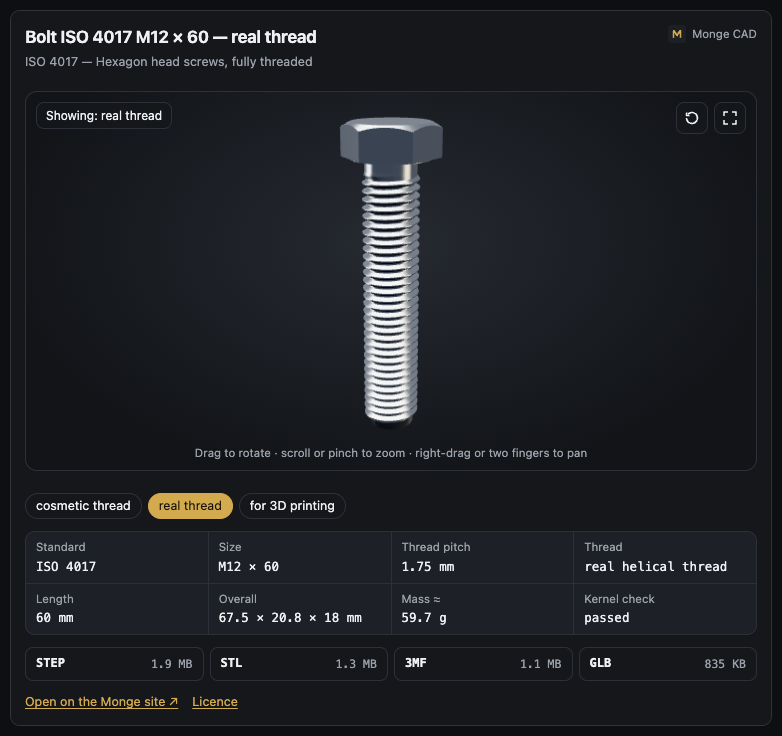 Bolt ISO 4017 M12 × 60 — real thread
M Monge CAD
ISO 4017 — Hexagon head screws, fully threaded
Showing: real thread
Drag to rotate · scroll or pinch to zoom · right-drag or two fingers to pan
cosmetic thread real thread for 3D printing
Standard Size Thread pitch Thread
ISO 4017 M12 × 60 1.75 mm real helical thread
Length Overall Mass ≈ Kernel check
60 mm 67.5 × 20.8 × 18 mm 59.7 g passed
STEP 1.9 MB STL 1.3 MB 3MF 1.1 MB GLB 835 KB
Open on the Monge site ↗ Licence